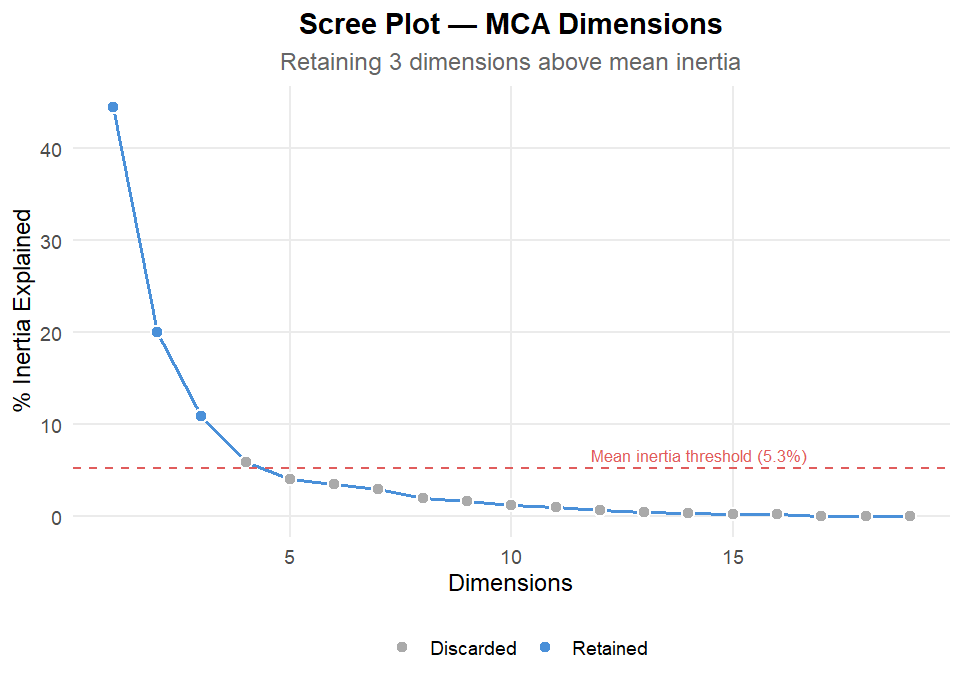 Scree Plot — MCA Dimensions
Retaining 3 dimensions above mean inertia
% Inertia Explained
40
30
20
10
0
Mean inertia threshold (5.3%)
5
10
15
Dimensions
Discarded
Retained